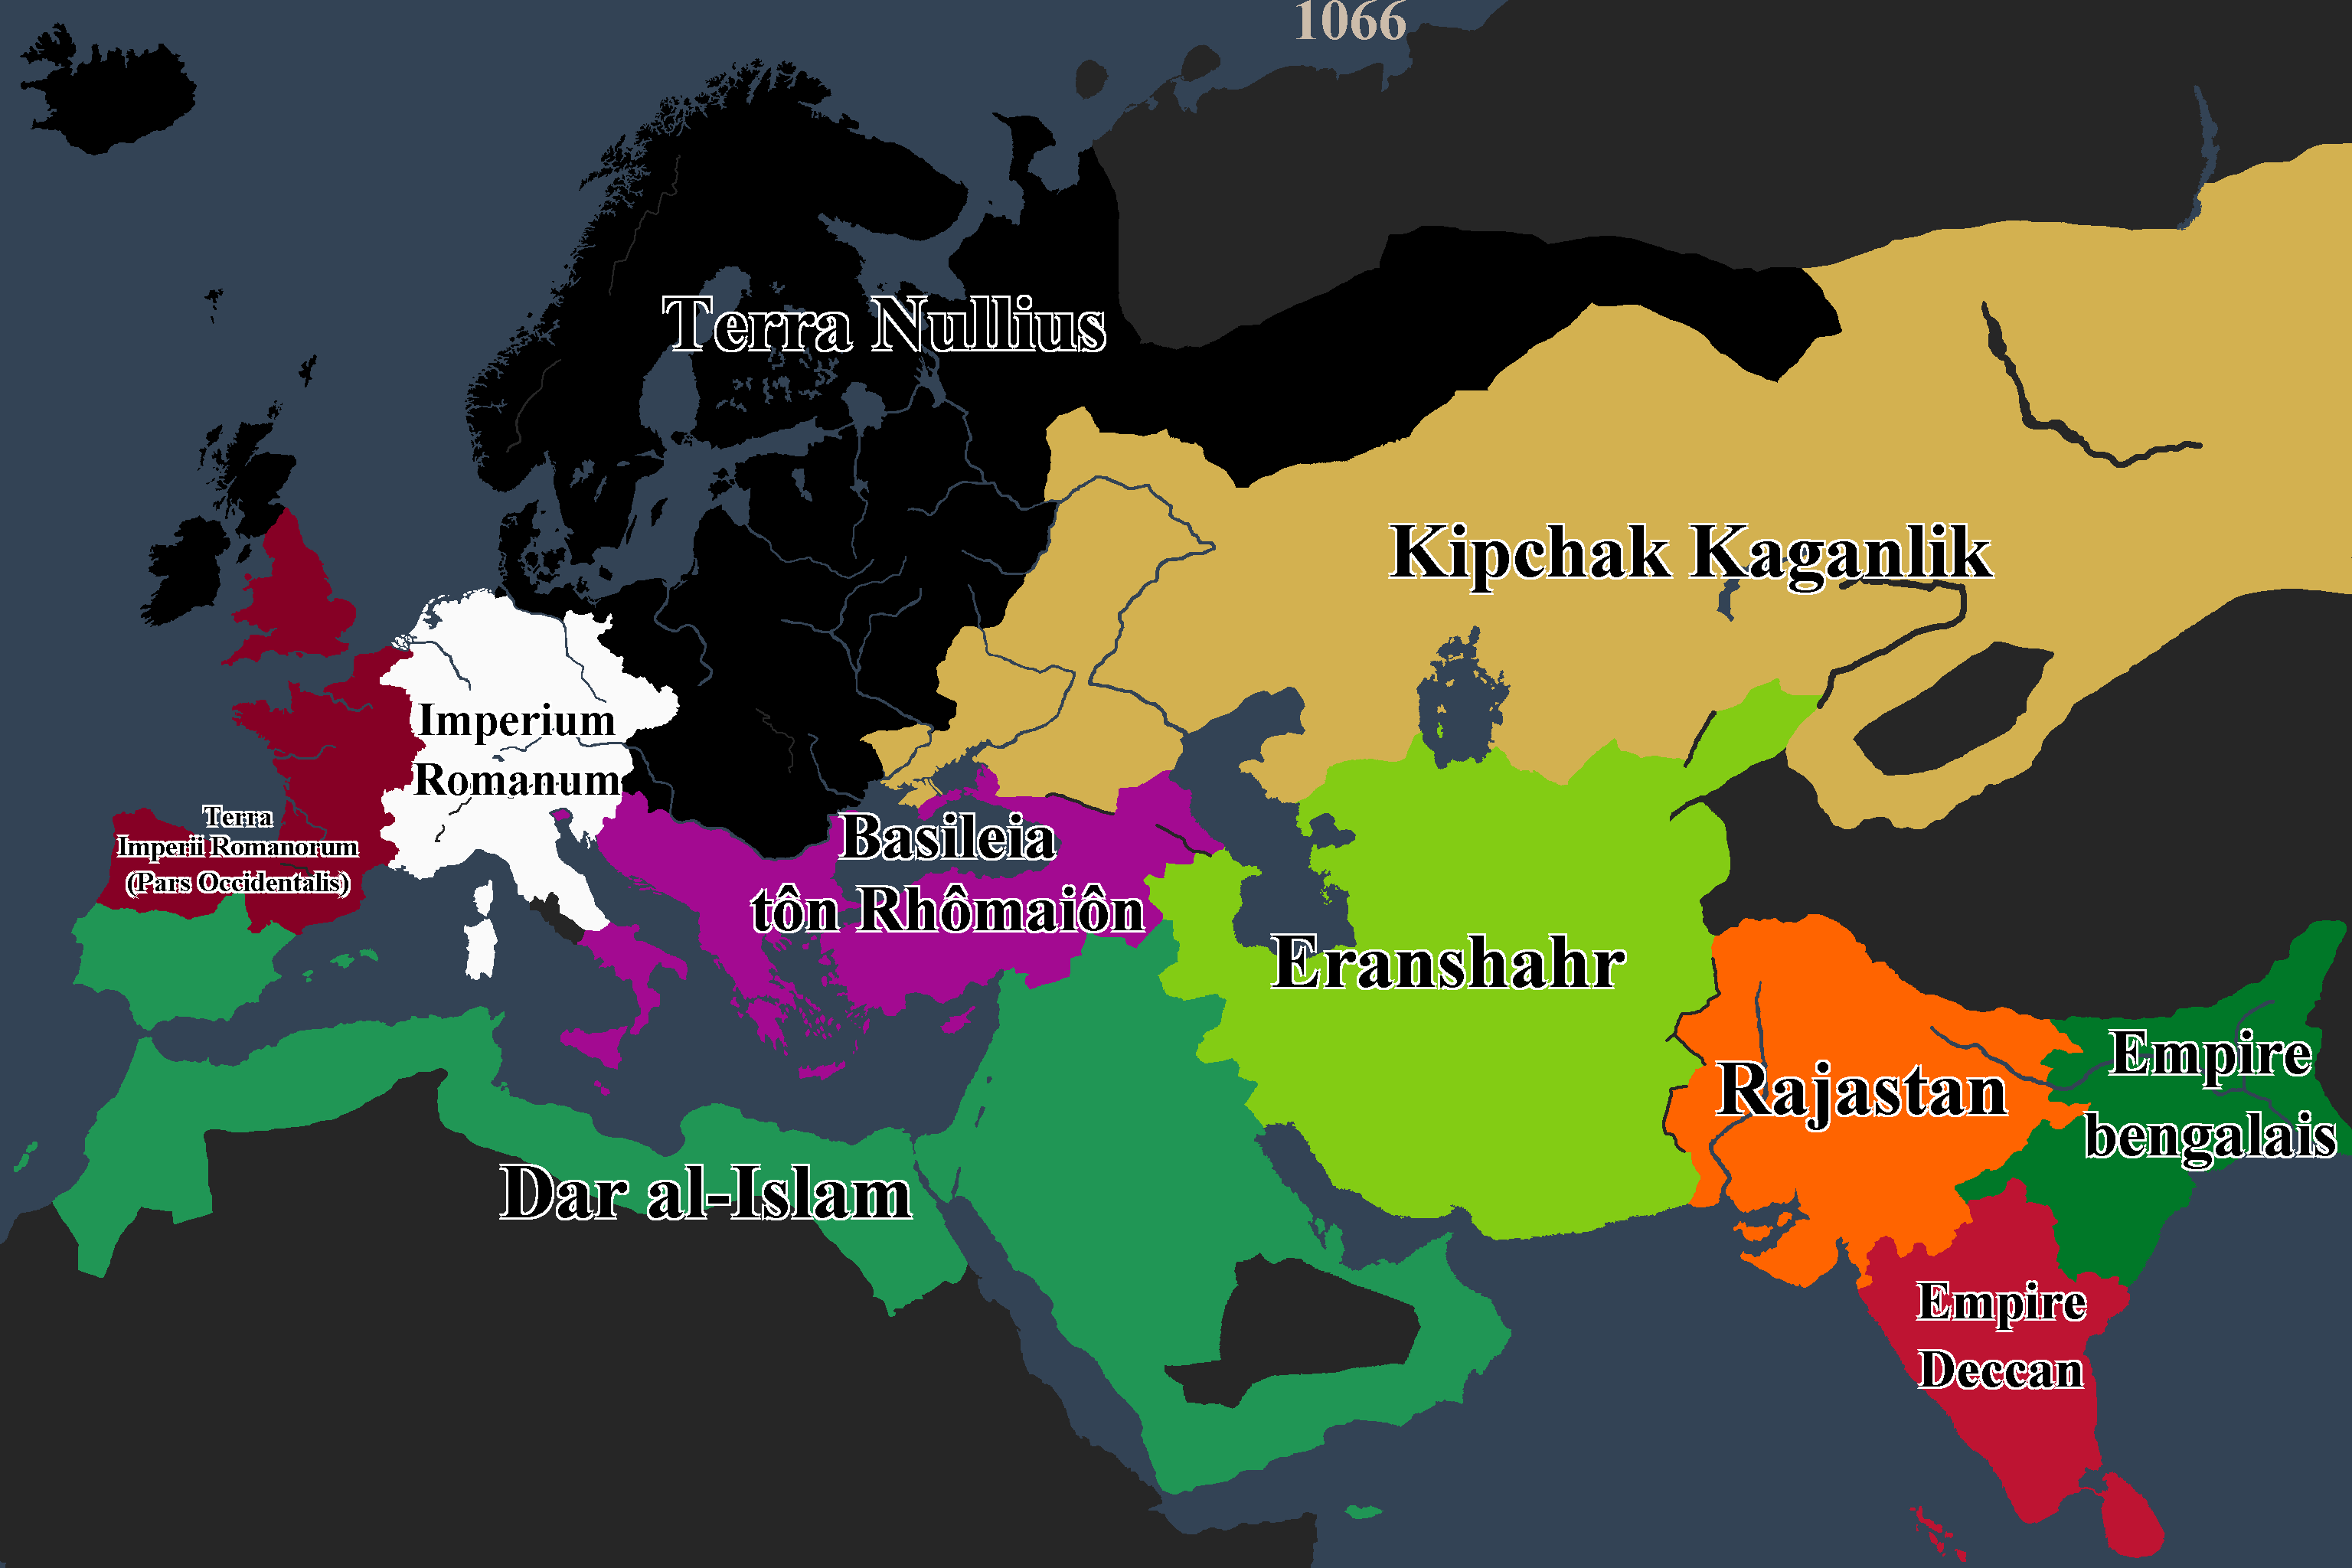 1066
Terra Nullius
Kipchak Kaganlik
Imperium
Romanum
Terra
Imperii Romanorum
(Pars Occidentalis)
Basileia
tôn Rhômaiôn
Eranshahr
Dar al-Islam
Rajastan
Empire
bengalais
Empire
Deccan